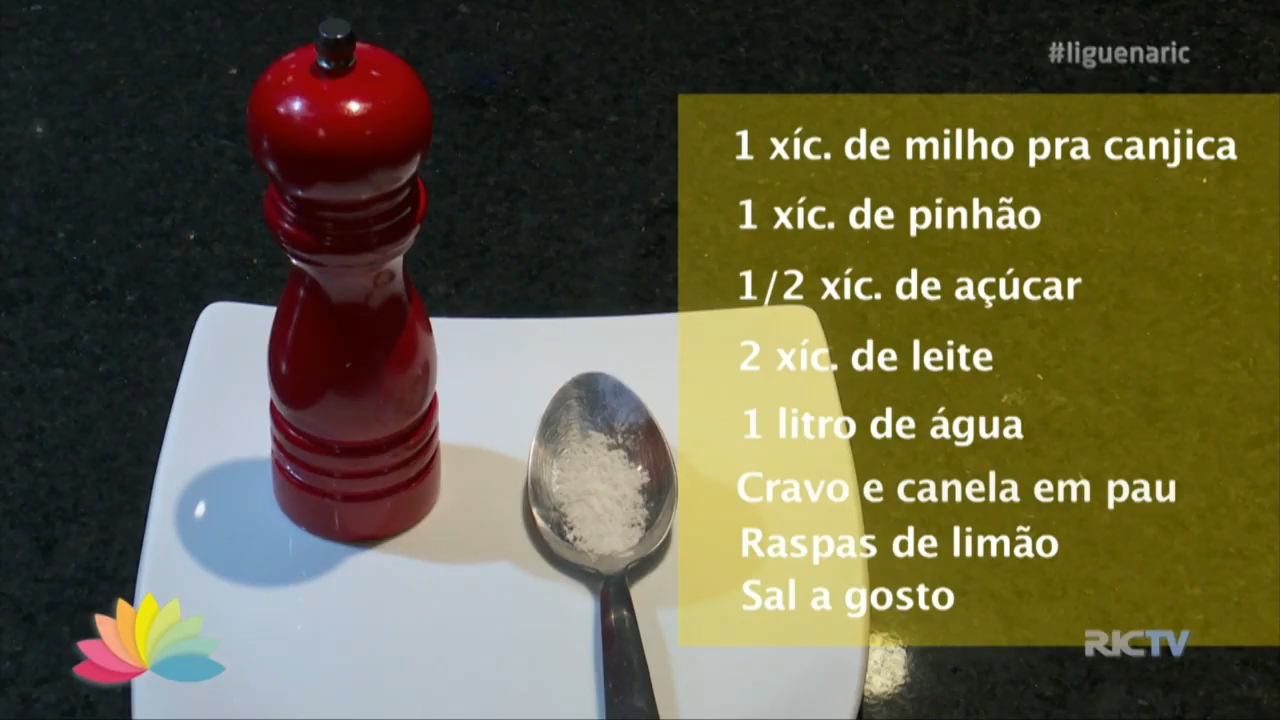 #liguenaric
1 xíc. de milho pra canjica
1 xíc. de pinhão
1/2 xíc. de açúcar
2 xíc. de leite
1 litro de água
Cravo e canela em pau
Raspas de limão
Sal a gosto
RICTV